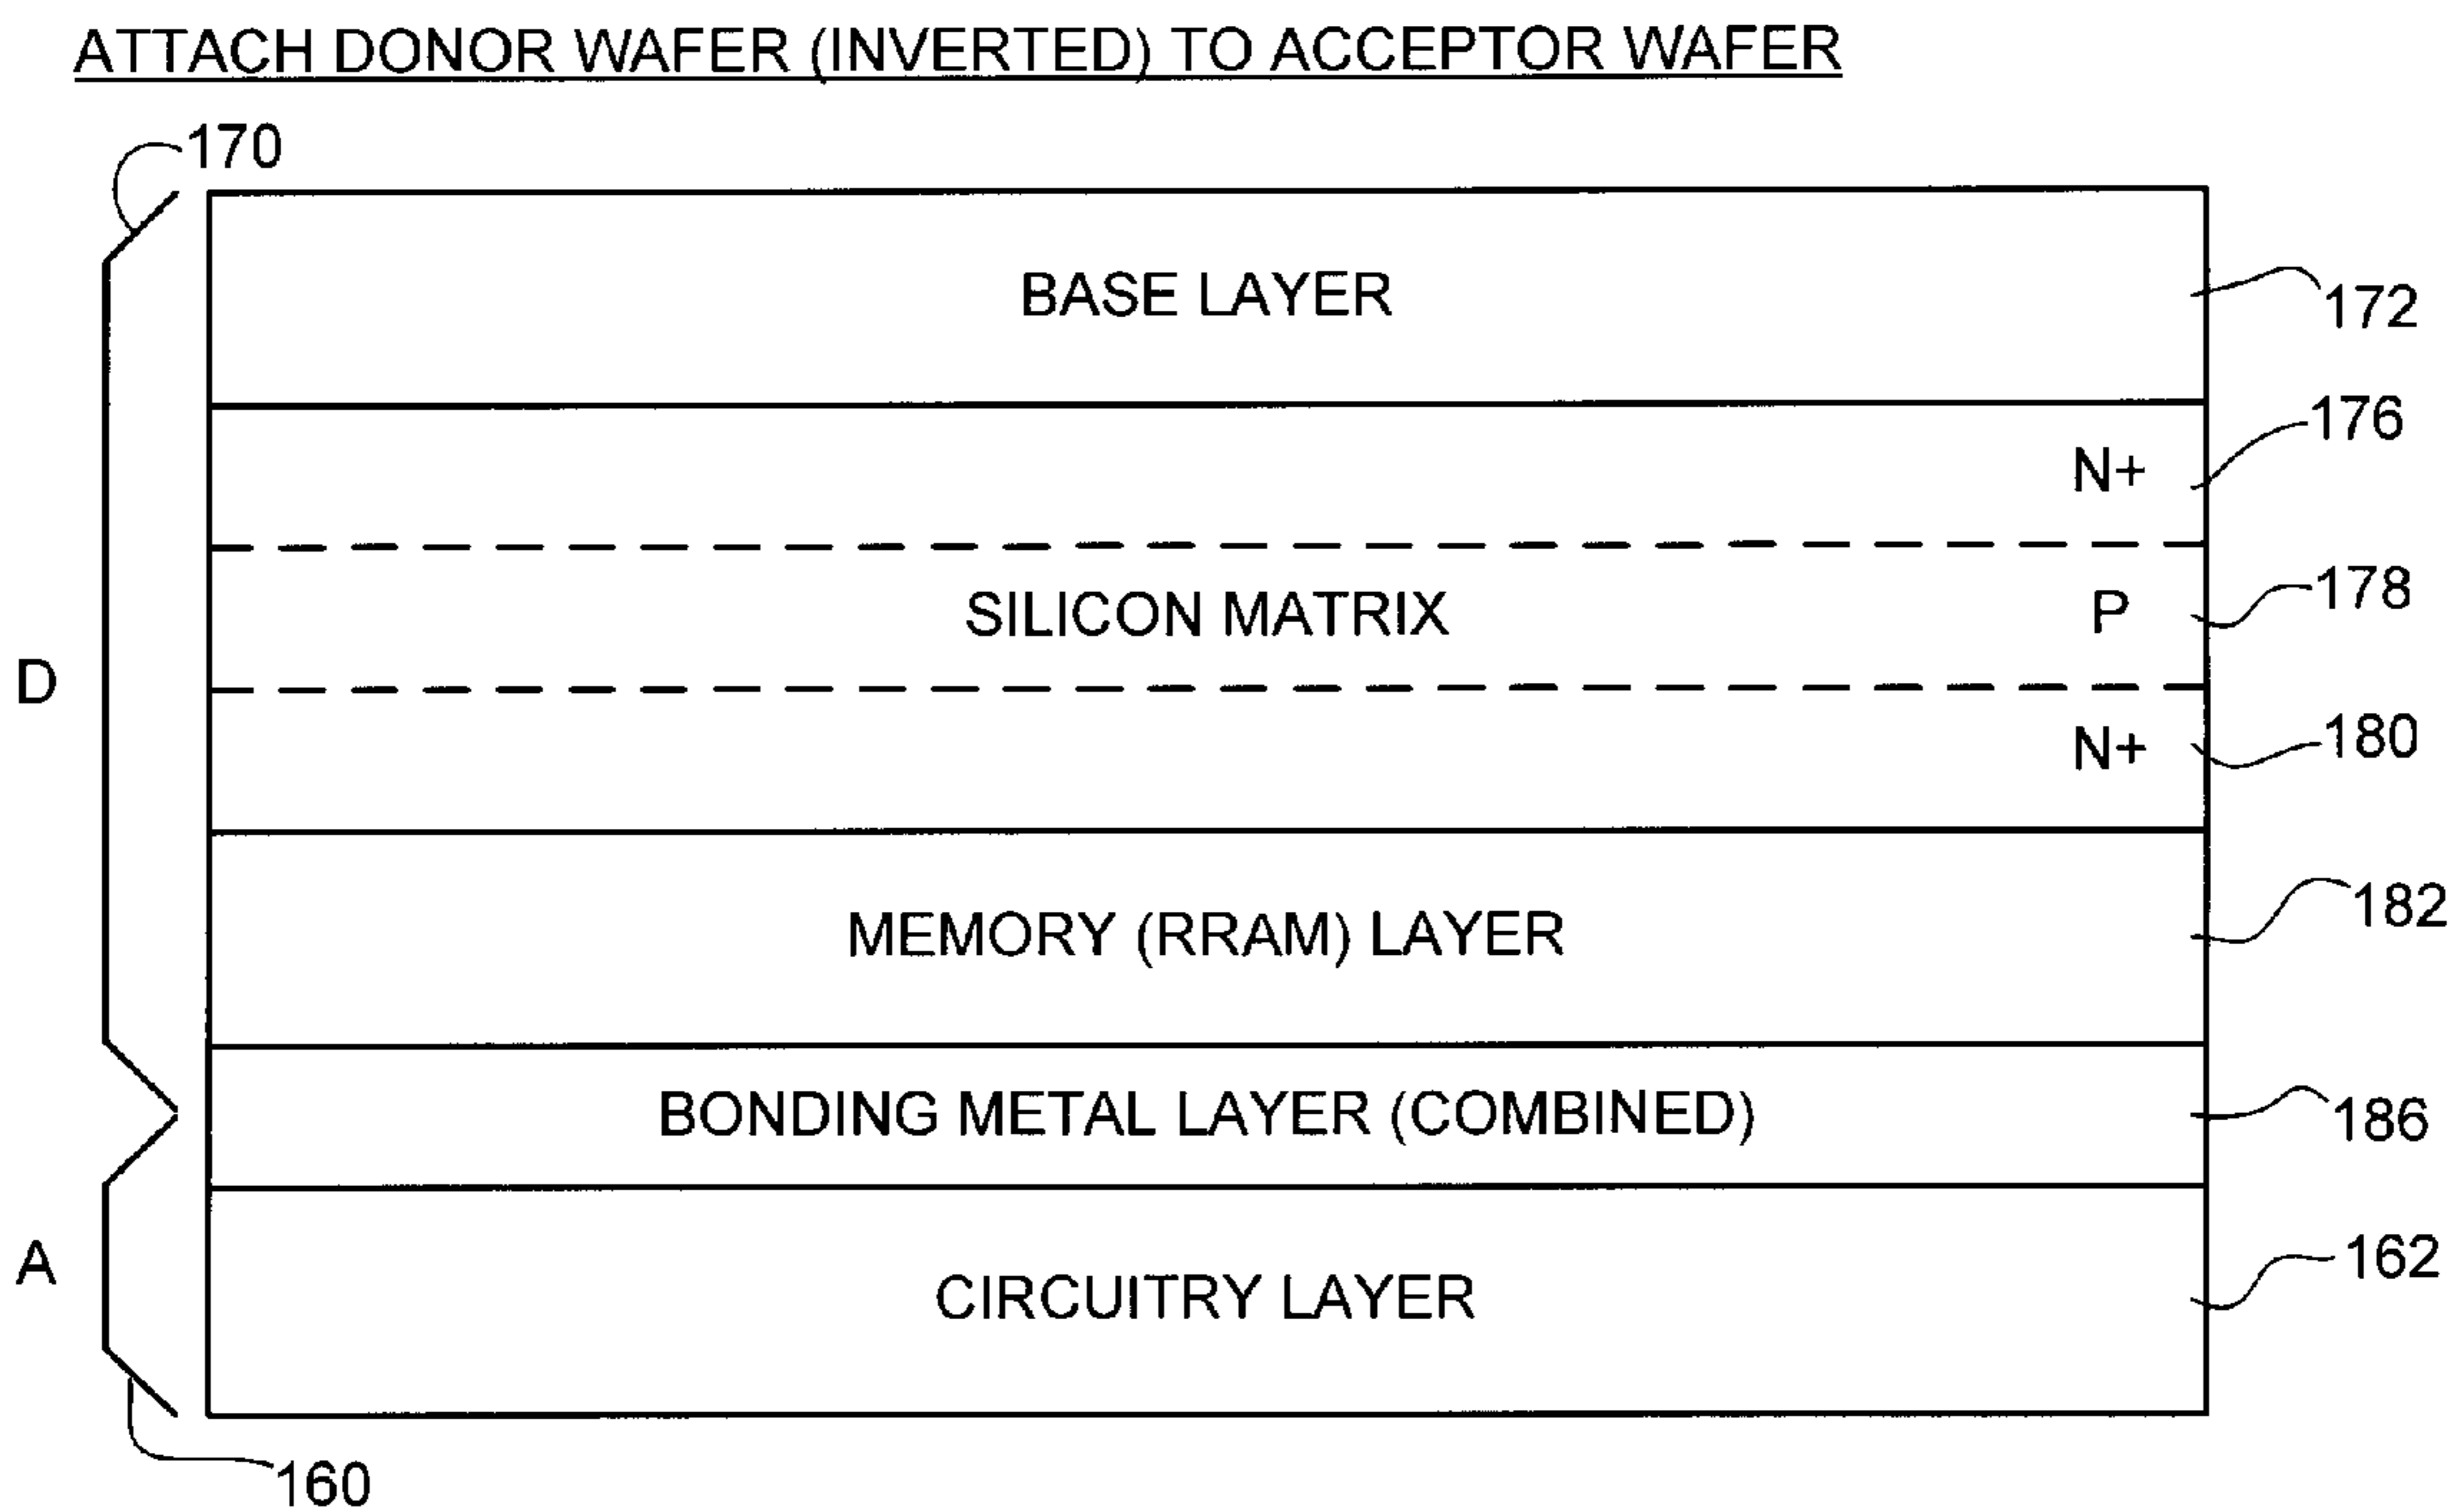 ATTACH DONOR WAFER (INVERTED) TO ACCEPTOR WAFER
170
BASE LAYER
172
176
N+
SILICON MATRIX
P
178
D
N+
180
MEMORY (RRAM) LAYER
182
BONDING METAL LAYER (COMBINED)
186
A
CIRCUITRY LAYER
162
160